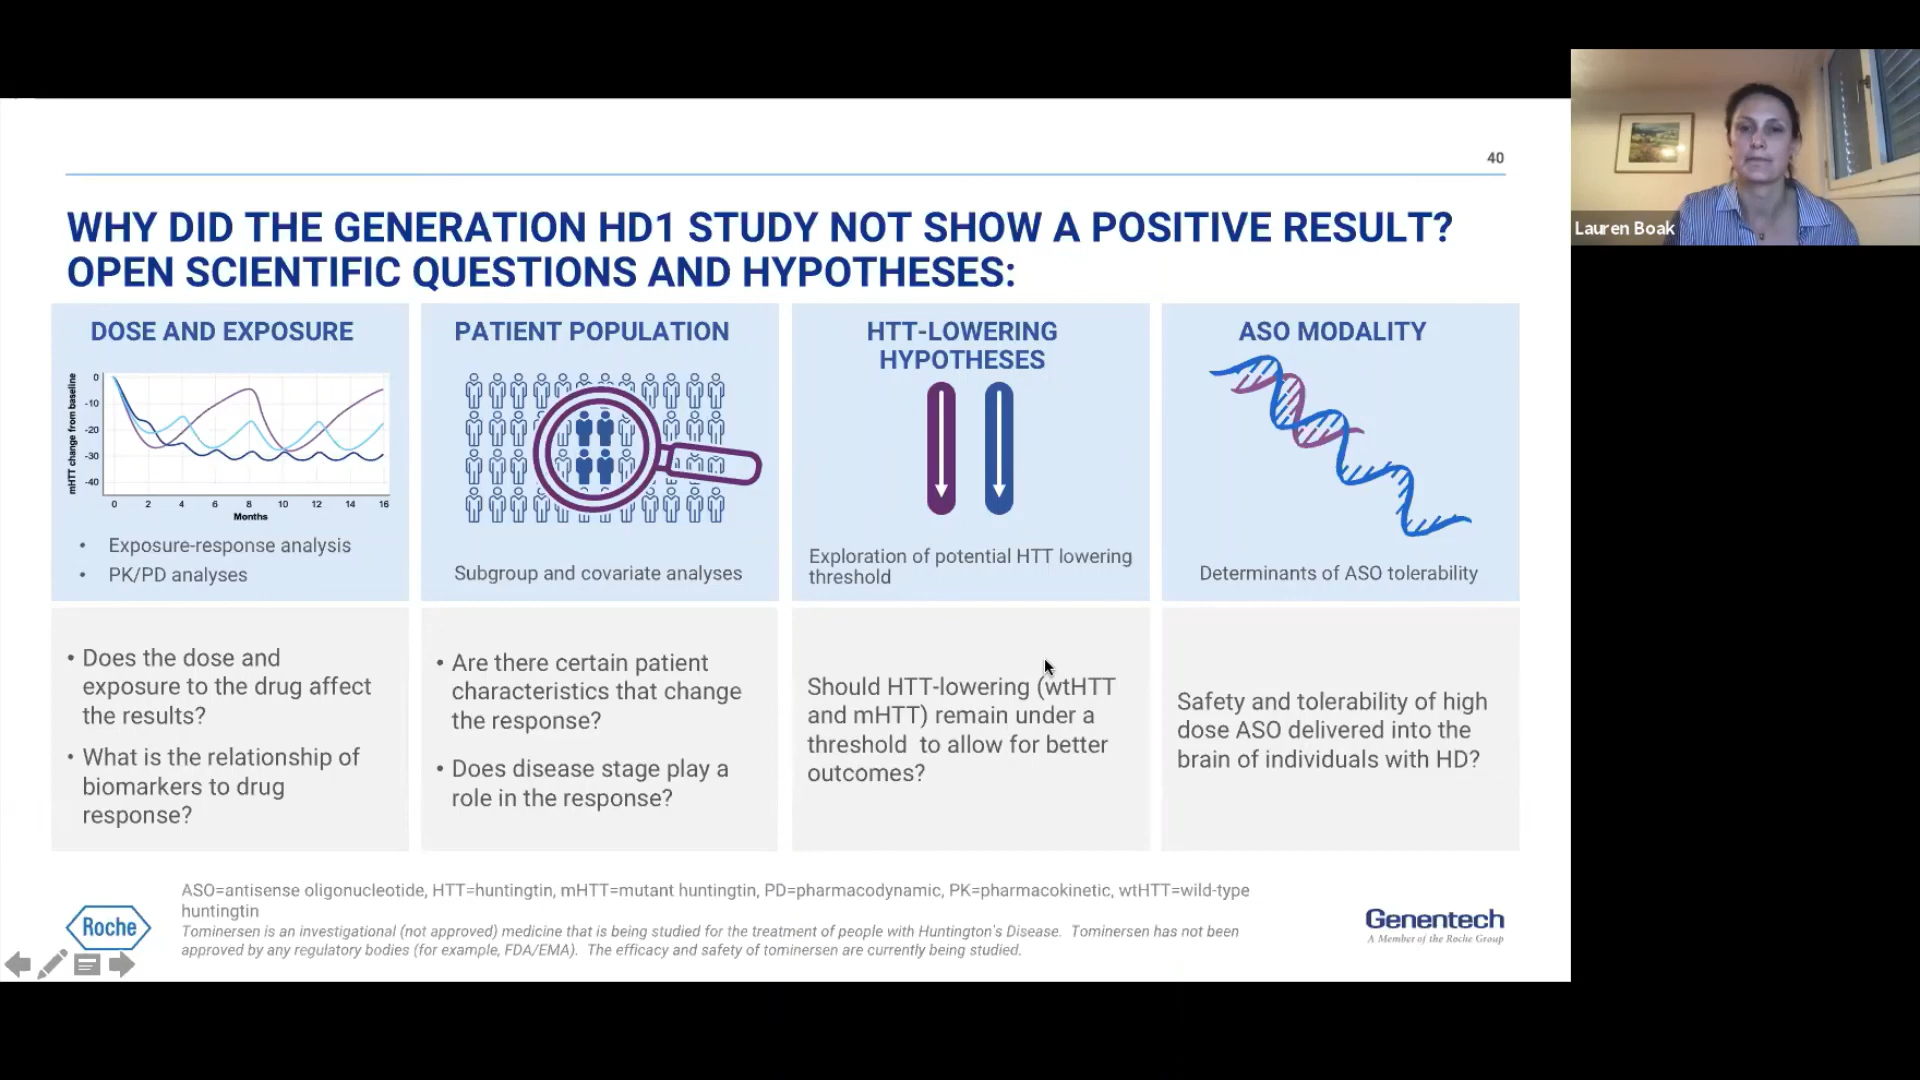 Lauren Boak
40
WHY DID THE GENERATION HD1 STUDY NOT SHOW A POSITIVE RESULT?
OPEN SCIENTIFIC QUESTIONS AND HYPOTHESES:
DOSE AND EXPOSURE
mHTT change from baseline
0
-10
-20
-30
-40
0 2 4 6 8 10 12 14 16
Months
• Exposure-response analysis
• PK/PD analyses
• Does the dose and
exposure to the drug affect
the results?
• What is the relationship of
biomarkers to drug
response?
PATIENT POPULATION
Subgroup and covariate analyses
• Are there certain patient
characteristics that change
the response?
• Does disease stage play a
role in the response?
HTT-LOWERING
HYPOTHESES
Exploration of potential HTT lowering
threshold
Should HTT-lowering (wtHTT
and mHTT) remain under a
threshold to allow for better
outcomes?
ASO MODALITY
Determinants of ASO tolerability
Safety and tolerability of high
dose ASO delivered into the
brain of individuals with HD?
ASO=antisense oligonucleotide, HTT=huntingtin, mHTT=mutant huntingtin, PD=pharmacodynamic, PK=pharmacokinetic, wtHTT=wild-type
huntingtin
Tominersen is an investigational (not approved) medicine that is being studied for the treatment of people with Huntington's Disease. Tominersen has not been
approved by any regulatory bodies (for example, FDA/EMA). The efficacy and safety of tominersen are currently being studied.
Roche
Genentech
A Member of the Roche Group